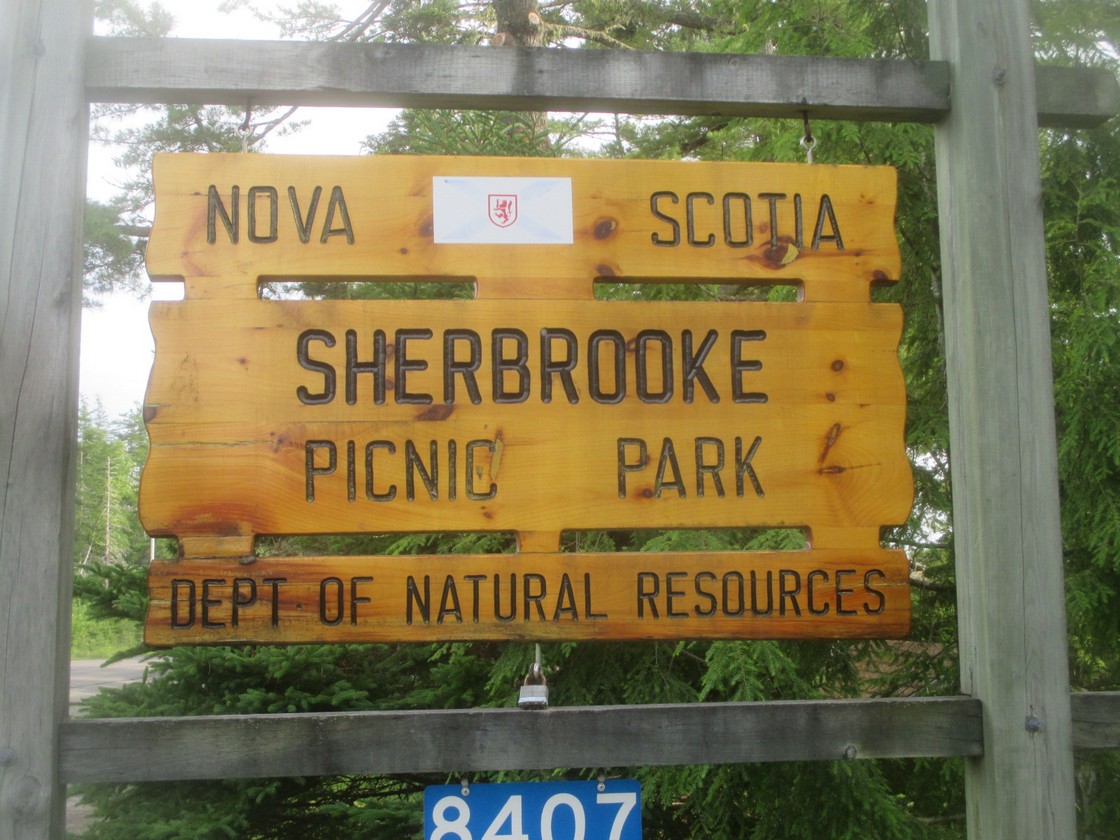 NOVA SCOTIA
SHERBROOKE
PICNIC PARK
DEPT OF NATURAL RESOURCES
8407